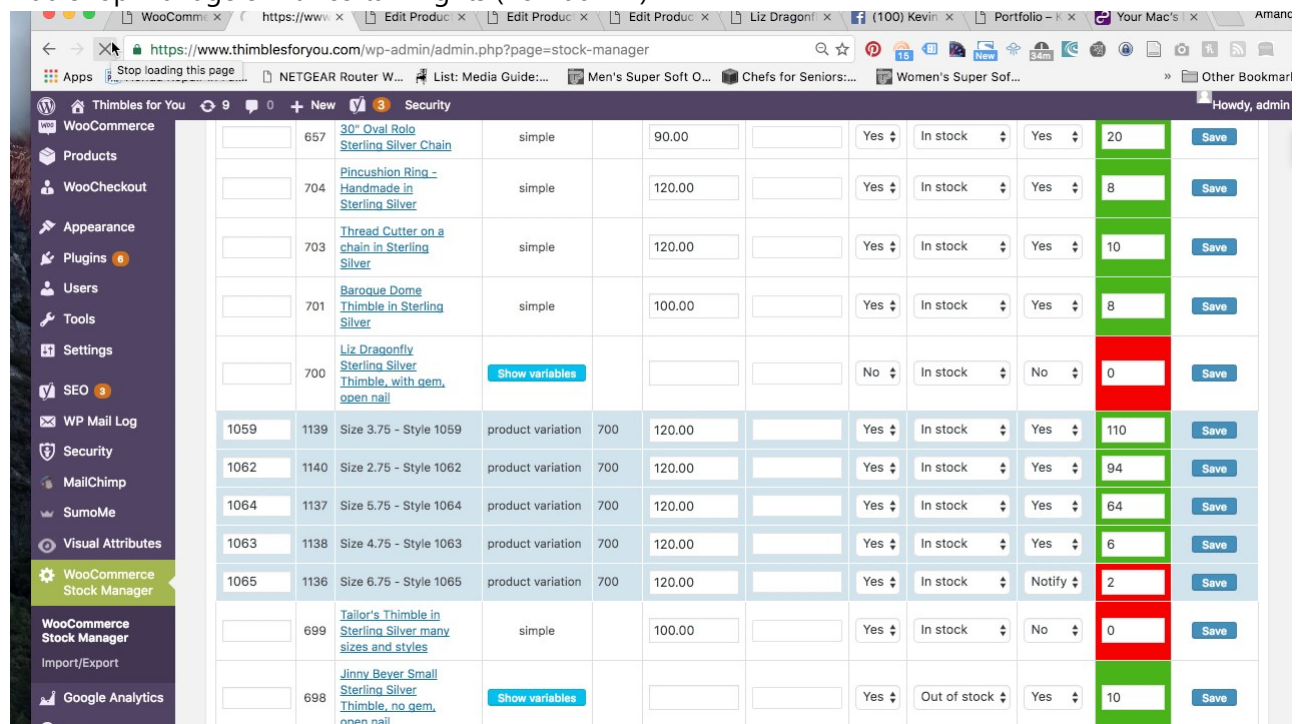 WooComme
https://www
Edit Produc
Edit Produc
Edit Produc
Liz Dragonfl
(100) Kevin
Portfolio – K
Your Mac's
Amand
https://www.thimblesforyou.com/wp-admin/admin.php?page=stock-manager
15
New
34m
Apps
Stop loading this page
NETGEAR Router W...
List: Media Guide:...
Men's Super Soft O...
Chefs for Seniors:...
Women's Super Sof...
»
Other Bookmark
Thimbles for You
9
0
+ New
3
Security
Howdy, admin
WooCommerce
Products
WooCheckout
Appearance
Plugins 6
Users
Tools
Settings
SEO 3
WP Mail Log
Security
MailChimp
SumoMe
Visual Attributes
WooCommerce
Stock Manager
WooCommerce
Stock Manager
Import/Export
Google Analytics
657 30" Oval Rolo simple 90.00 Yes In stock Yes 20 Save
Sterling Silver Chain
Pincushion Ring -
704 Handmade in simple 120.00 Yes In stock Yes 8 Save
Sterling Silver
Thread Cutter on a
703 chain in Sterling simple 120.00 Yes In stock Yes 10 Save
Silver
Baroque Dome
701 Thimble in Sterling simple 100.00 Yes In stock Yes 8 Save
Silver
Liz Dragonfly
Sterling Silver
700 Thimble, with gem, Show variables No In stock No 0 Save
open nail
1059 1139 Size 3.75 - Style 1059 product variation 700 120.00 Yes In stock Yes 110 Save
1062 1140 Size 2.75 - Style 1062 product variation 700 120.00 Yes In stock Yes 94 Save
1064 1137 Size 5.75 - Style 1064 product variation 700 120.00 Yes In stock Yes 64 Save
1063 1138 Size 4.75 - Style 1063 product variation 700 120.00 Yes In stock Yes 6 Save
1065 1136 Size 6.75 - Style 1065 product variation 700 120.00 Yes In stock Notify 2 Save
Tailor's Thimble in
699 Sterling Silver many simple 100.00 Yes In stock No 0 Save
sizes and styles
Jinny Beyer Small
Sterling Silver
698 Thimble, no gem, Show variables Yes Out of stock Yes 10 Save
open nail